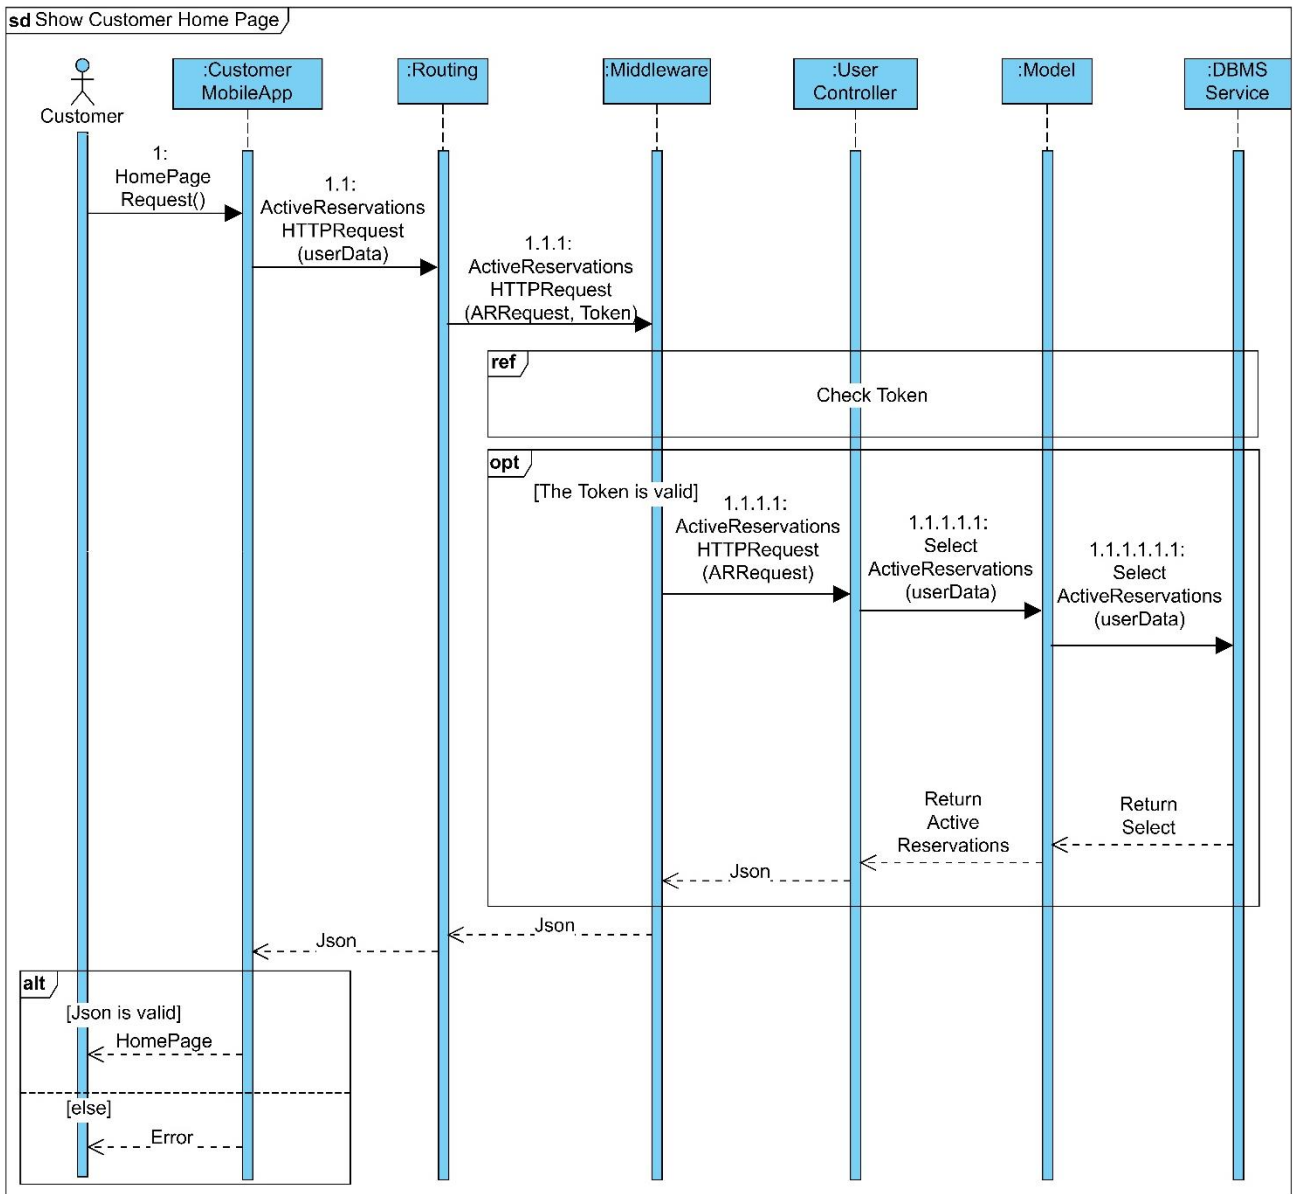 sd Show Customer Home Page
:Customer
MobileApp
:Routing
:Middleware
:User
Controller
:Model
:DBMS
Service
Customer
1:
HomePage
Request()
1.1:
ActiveReservations
HTTPRequest
(userData)
1.1.1:
ActiveReservations
HTTPRequest
(ARRequest, Token)
ref
Check Token
opt
[The Token is valid]
1.1.1.1:
ActiveReservations
HTTPRequest
(ARRequest)
1.1.1.1.1:
Select
ActiveReservations
(userData)
1.1.1.1.1.1:
Select
ActiveReservations
(userData)
Return
Select
Return
Active
Reservations
Json
Json
Json
alt
[Json is valid]
HomePage
[else]
Error